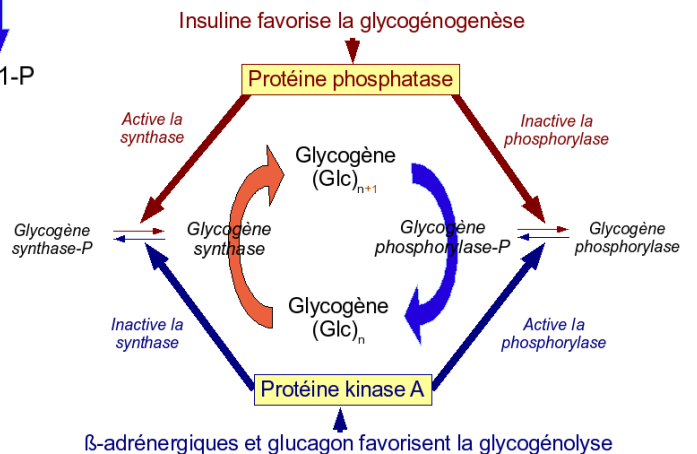 Insuline favorise la glycogénogenèse
1-P
Protéine phosphatase
Active la
synthase
Inactive la
phosphorylase
Glycogène
(Glc)n+1
Glycogène
synthase-P
Glycogène
synthase
Glycogène
phosphorylase-P
Glycogène
phosphorylase
Glycogène
(Glc)n
Inactive la
synthase
Active la
phosphorylase
Protéine kinase A
ß-adrénergiques et glucagon favorisent la glycogénolyse